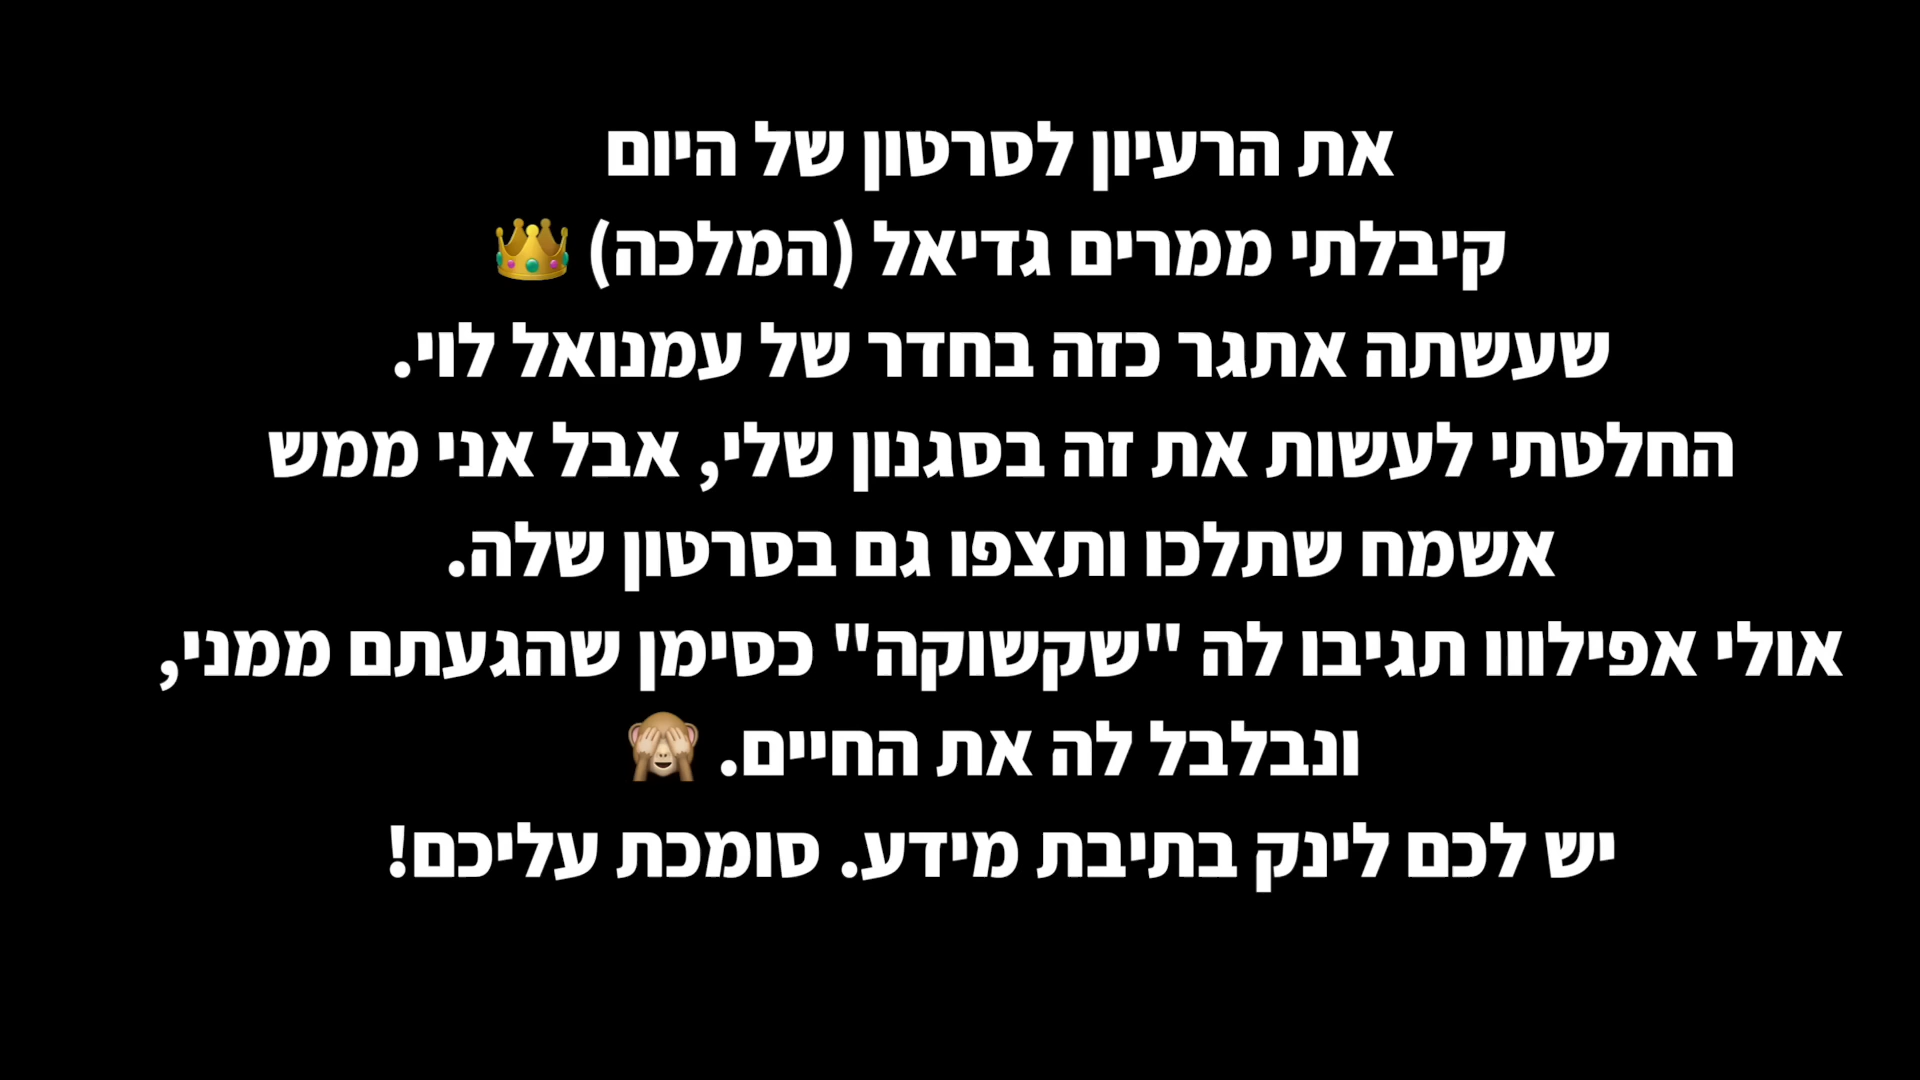 את הרעיון לסרטון של היום
קיבלתי ממרים גדיאל (המלכה) 👑
שעשתה אתגר כזה בחדר של עמנואל לוי.
החלטתי לעשות את זה בסגנון שלי, אבל אני ממש
אשמח שתלכו ותצפו גם בסרטון שלה.
אולי אפילווו תגיבו לה "שקשוקה" כסימן שהגעתם ממני,
ונבלבל לה את החיים. 🙈
יש לכם לינק בתיבת מידע. סומכת עליכם!